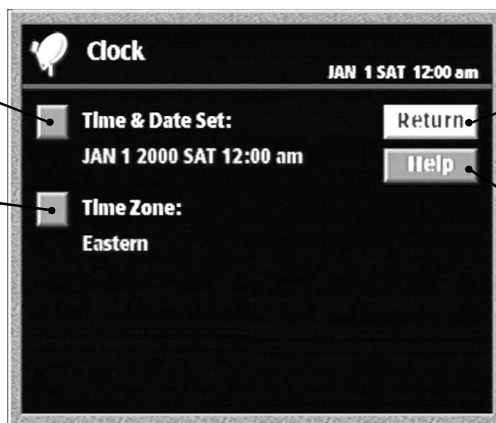 Clock
JAN 1 SAT 12:00 am
Time & Date Set:
Return
JAN 1 2000 SAT 12:00 am
Help
Time Zone:
Eastern